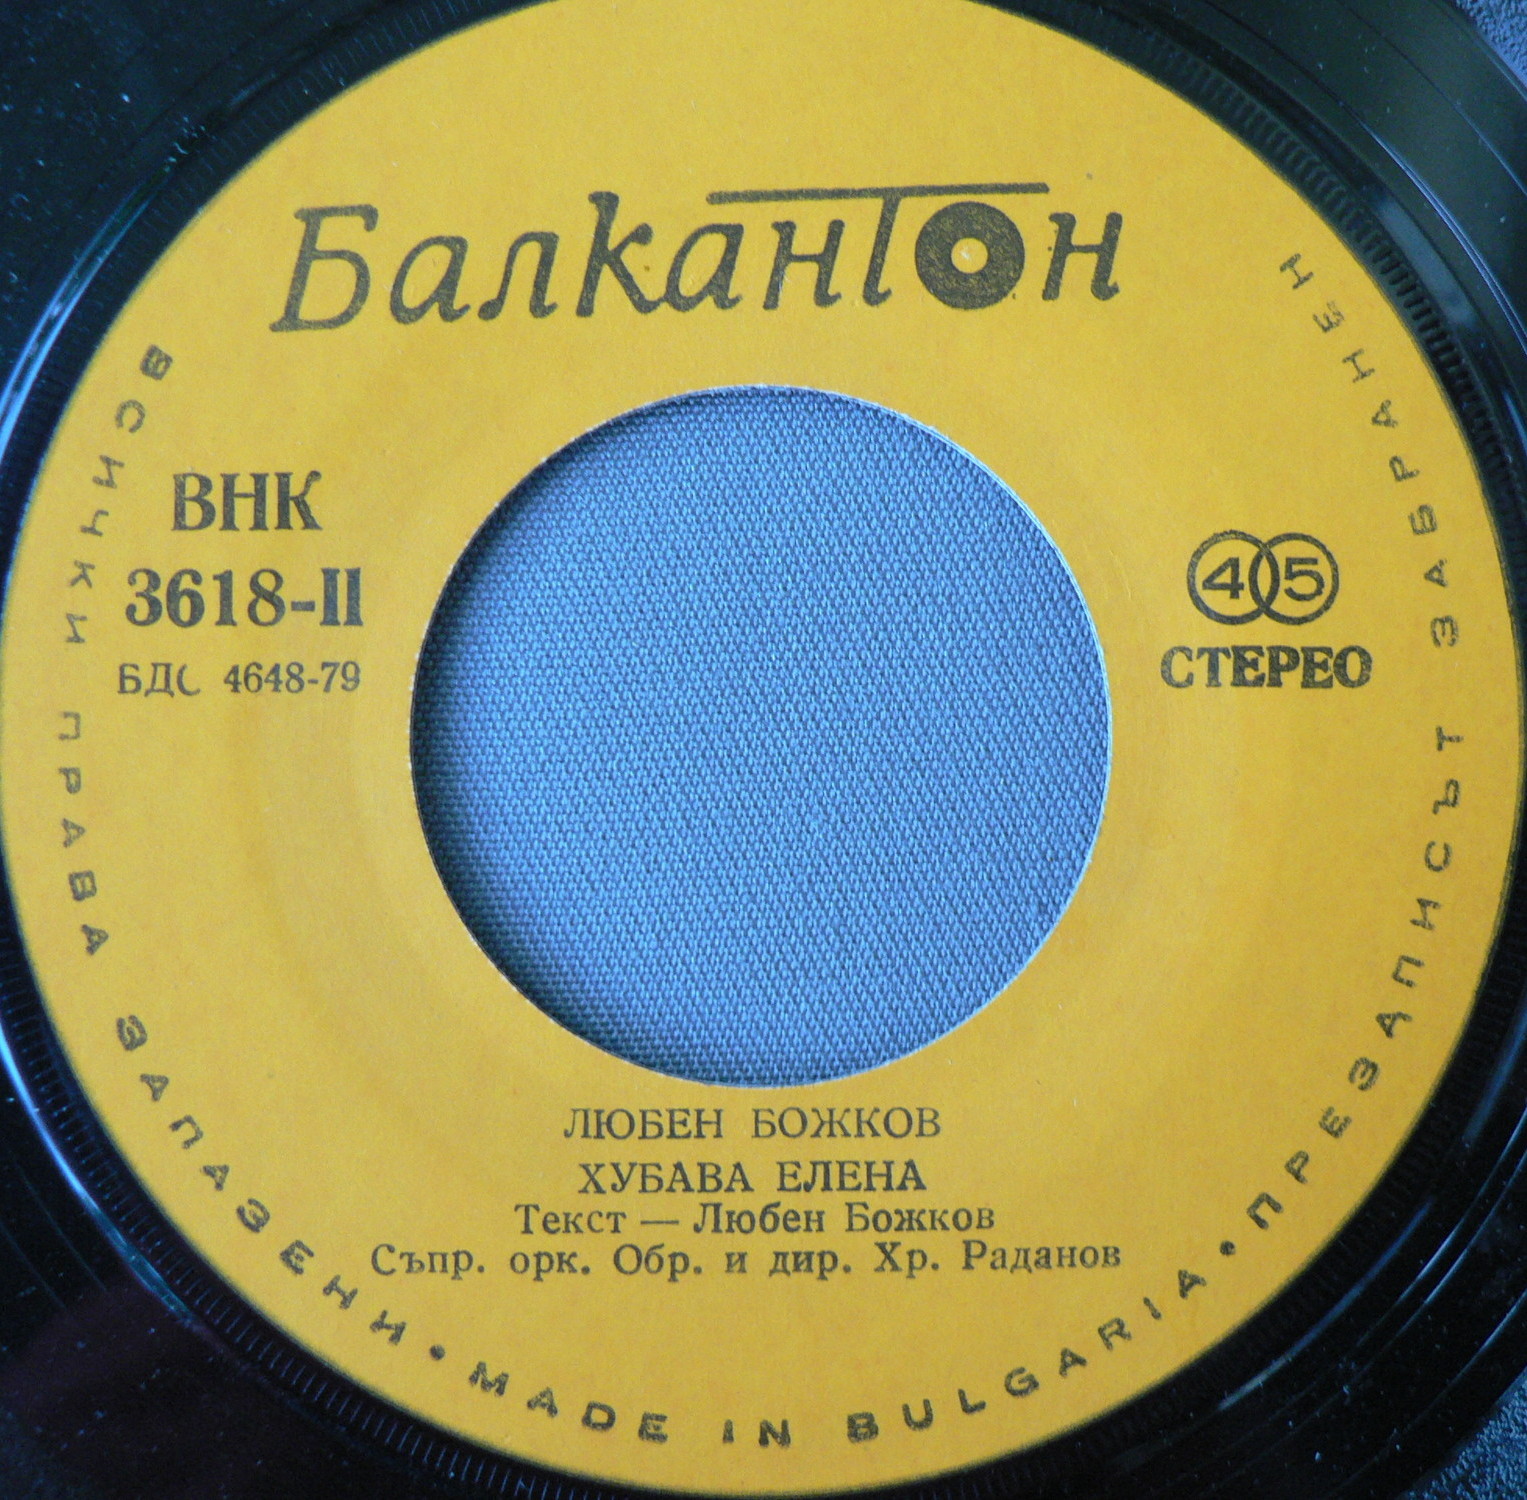 Балкантон
ВНК
3618-II
БДС 4648-79
45
СТЕРЕО
ЛЮБЕН БОЖКОВ
ХУБАВА ЕЛЕНА
Текст — Любен Божков
Съпр. орк. Обр. и дир. Хр. Раданов
ВСИЧКИ ПРАВА ЗАПАЗЕНИ • MADE IN BULGARIA • ПРЕЗАПИСЪТ ЗАБРАНЕН